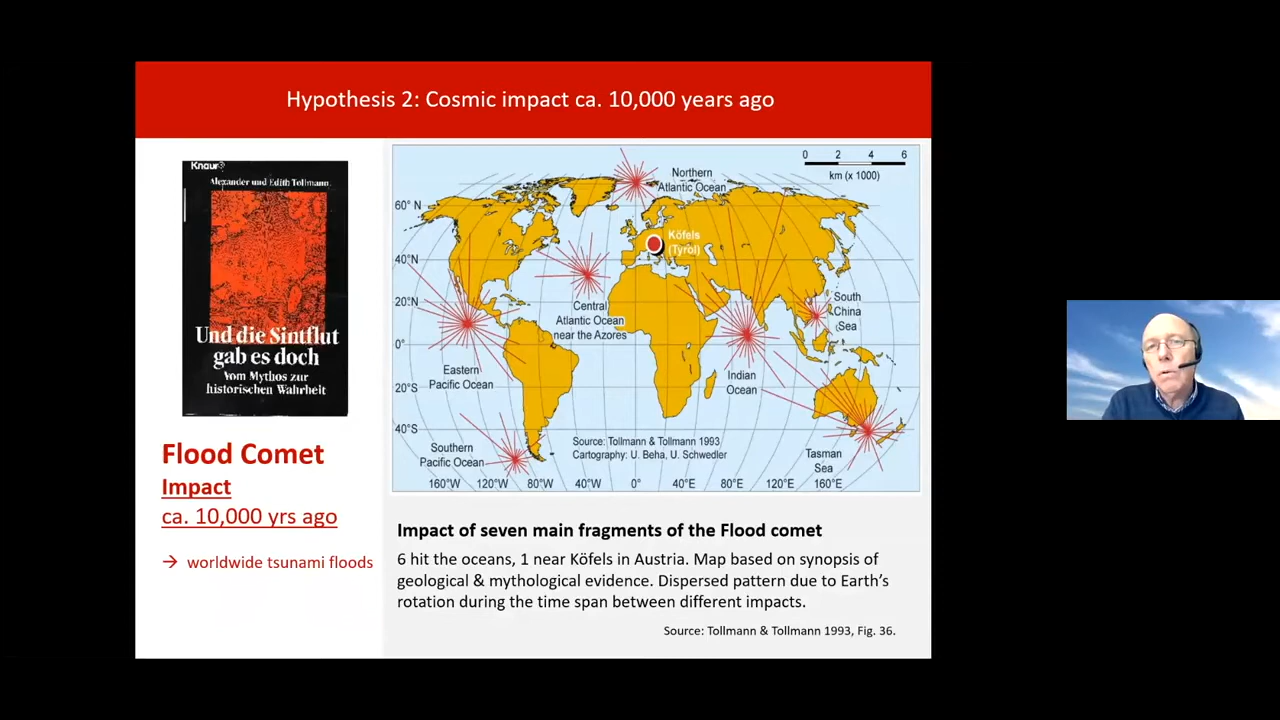 Hypothesis 2: Cosmic impact ca. 10,000 years ago
Knaur
Alexander und Edith Tollmann
Und die Sintflut
gab es doch
Vom Mythos zur
historischen Wahrheit
Flood Comet
Impact
ca. 10,000 yrs ago
→ worldwide tsunami floods
0 2 4 6
km (x 1000)
Northern
Atlantic Ocean
60° N
Köfels
(Tyrol)
40°N
20°N
South
China
Sea
Central
Atlantic Ocean
near the Azores
0°
Eastern
Pacific Ocean
Indian
Ocean
20°S
40°S
Southern
Pacific Ocean
Source: Tollmann & Tollmann 1993
Cartography: U. Beha, U. Schwedler
Tasman
Sea
160°W 120°W 80°W 40°W 0° 40°E 80°E 120°E 160°E
Impact of seven main fragments of the Flood comet
6 hit the oceans, 1 near Köfels in Austria. Map based on synopsis of
geological & mythological evidence. Dispersed pattern due to Earth's
rotation during the time span between different impacts.
Source: Tollmann & Tollmann 1993, Fig. 36.